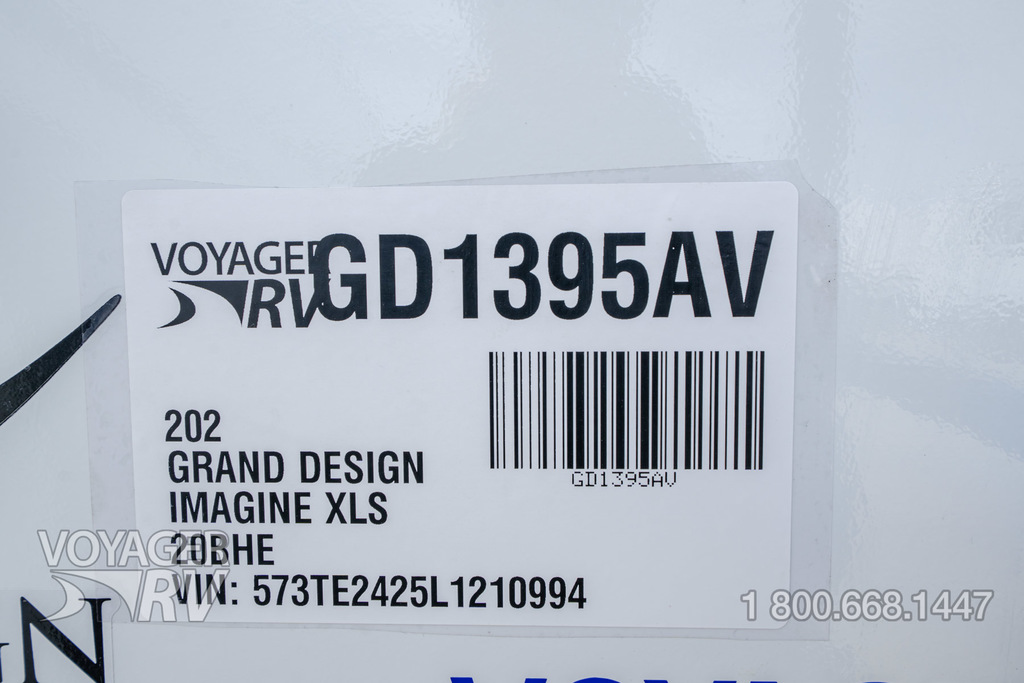 VOYAGER
RV
GD1395AV
GD1395AV
202
GRAND DESIGN
IMAGINE XLS
20BHE
VIN: 573TE2425L1210994
VOYAGER
RV
1 800.668.1447